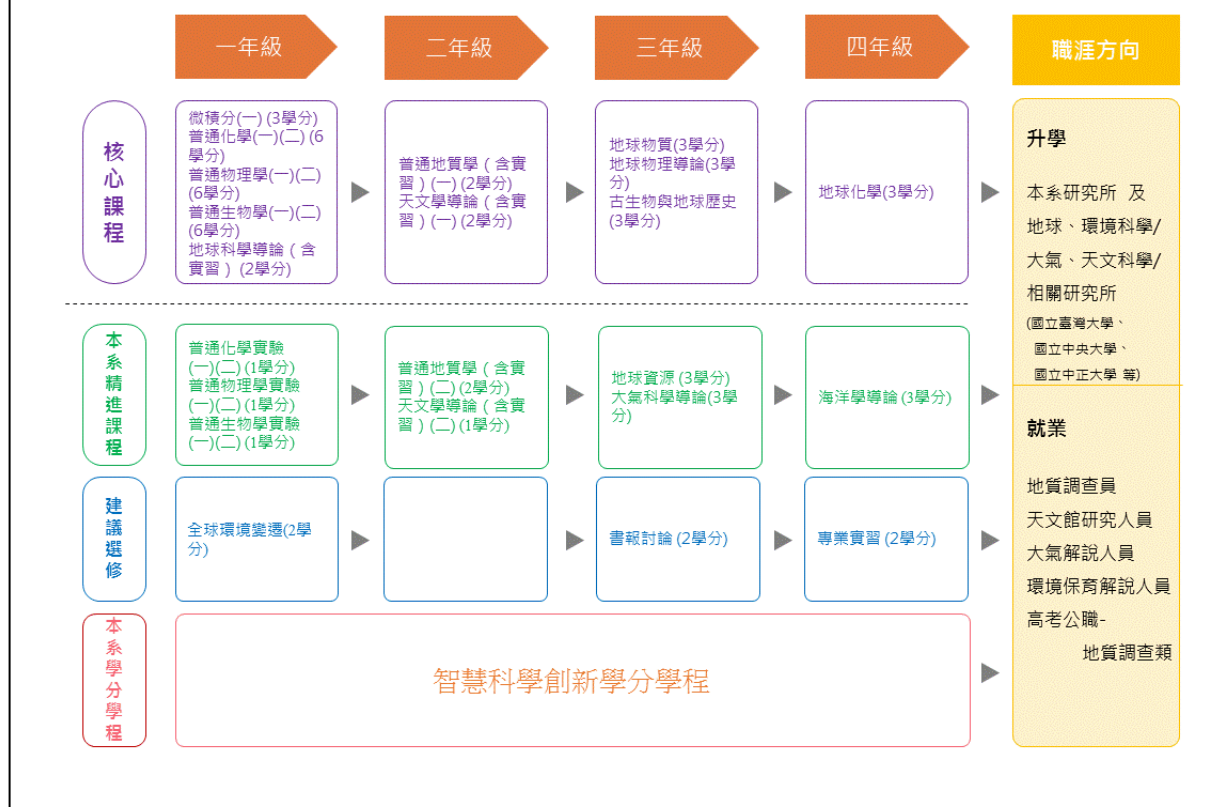 一年級
二年級
三年級
四年級
職涯方向
核心課程
微積分(一) (3學分)
普通化學(一)(二) (6
學分)
普通物理學(一)(二)
(6學分)
普通生物學(一)(二)
(6學分)
地球科學導論（含
實習） (2學分)
普通地質學（含實
習）(一) (2學分)
天文學導論（含實
習）(一) (2學分)
地球物質(3學分)
地球物理導論(3學
分)
古生物與地球歷史
(3學分)
地球化學(3學分)
本系精進課程
普通化學實驗
(一)(二) (1學分)
普通物理學實驗
(一)(二) (1學分)
普通生物學實驗
(一)(二) (1學分)
普通地質學（含實
習）(二) (2學分)
天文學導論（含實
習）(二) (1學分)
地球資源 (3學分)
大氣科學導論(3學
分)
海洋學導論 (3學分)
建議選修
全球環境變遷(2學
分)
書報討論 (2學分)
專業實習 (2學分)
本系學分學程
智慧科學創新學分學程
升學
本系研究所 及
地球、環境科學/
大氣、天文科學/
相關研究所
(國立臺灣大學、
國立中央大學、
國立中正大學 等)
就業
地質調查員
天文館研究人員
大氣解說人員
環境保育解說人員
高考公職-
地質調查類